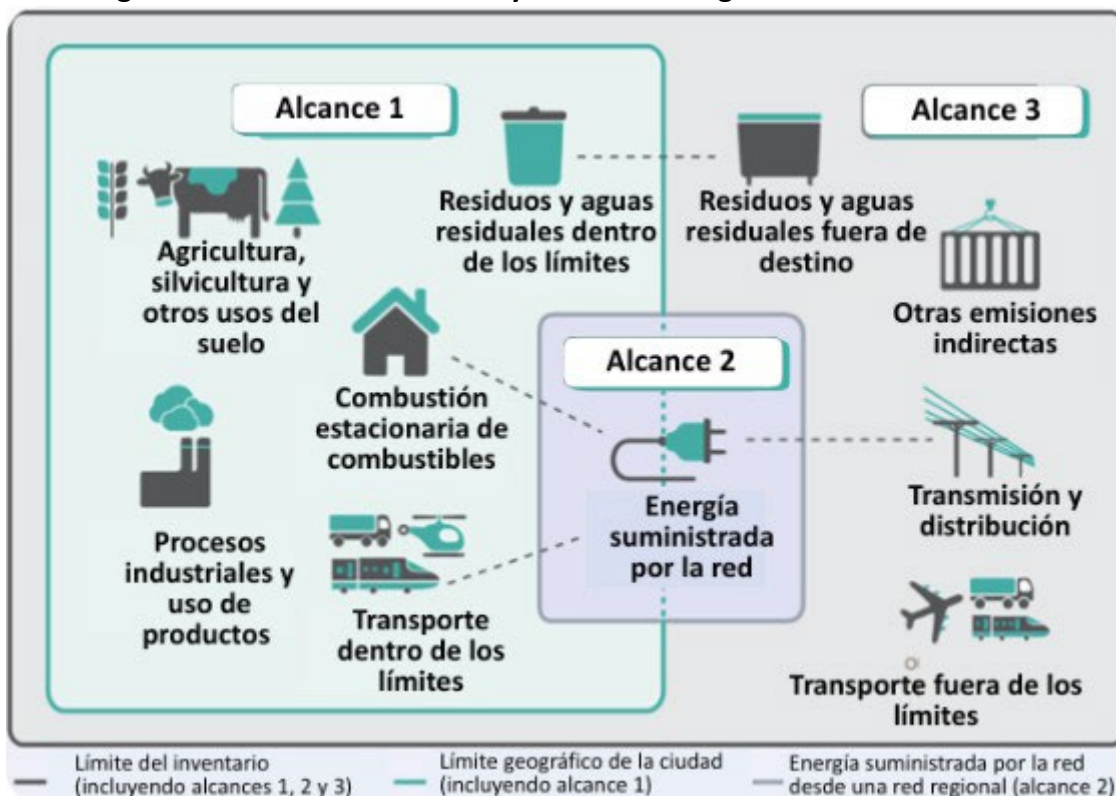 Alcance 1
Alcance 3
Residuos y aguas
residuales dentro
de los límites
Residuos y aguas
residuales fuera de
destino
Agricultura,
silvicultura y
otros usos del
suelo
Otras emisiones
indirectas
Alcance 2
Combustión
estacionaria de
combustibles
Energía
suministrada
por la red
Transmisión y
distribución
Procesos
industriales y
uso de
productos
Transporte
dentro de los
límites
Transporte fuera de los
límites
Límite del inventario
(incluyendo alcances 1, 2 y 3)
Límite geográfico de la ciudad
(incluyendo alcance 1)
Energía suministrada por la red
desde una red regional (alcance 2)